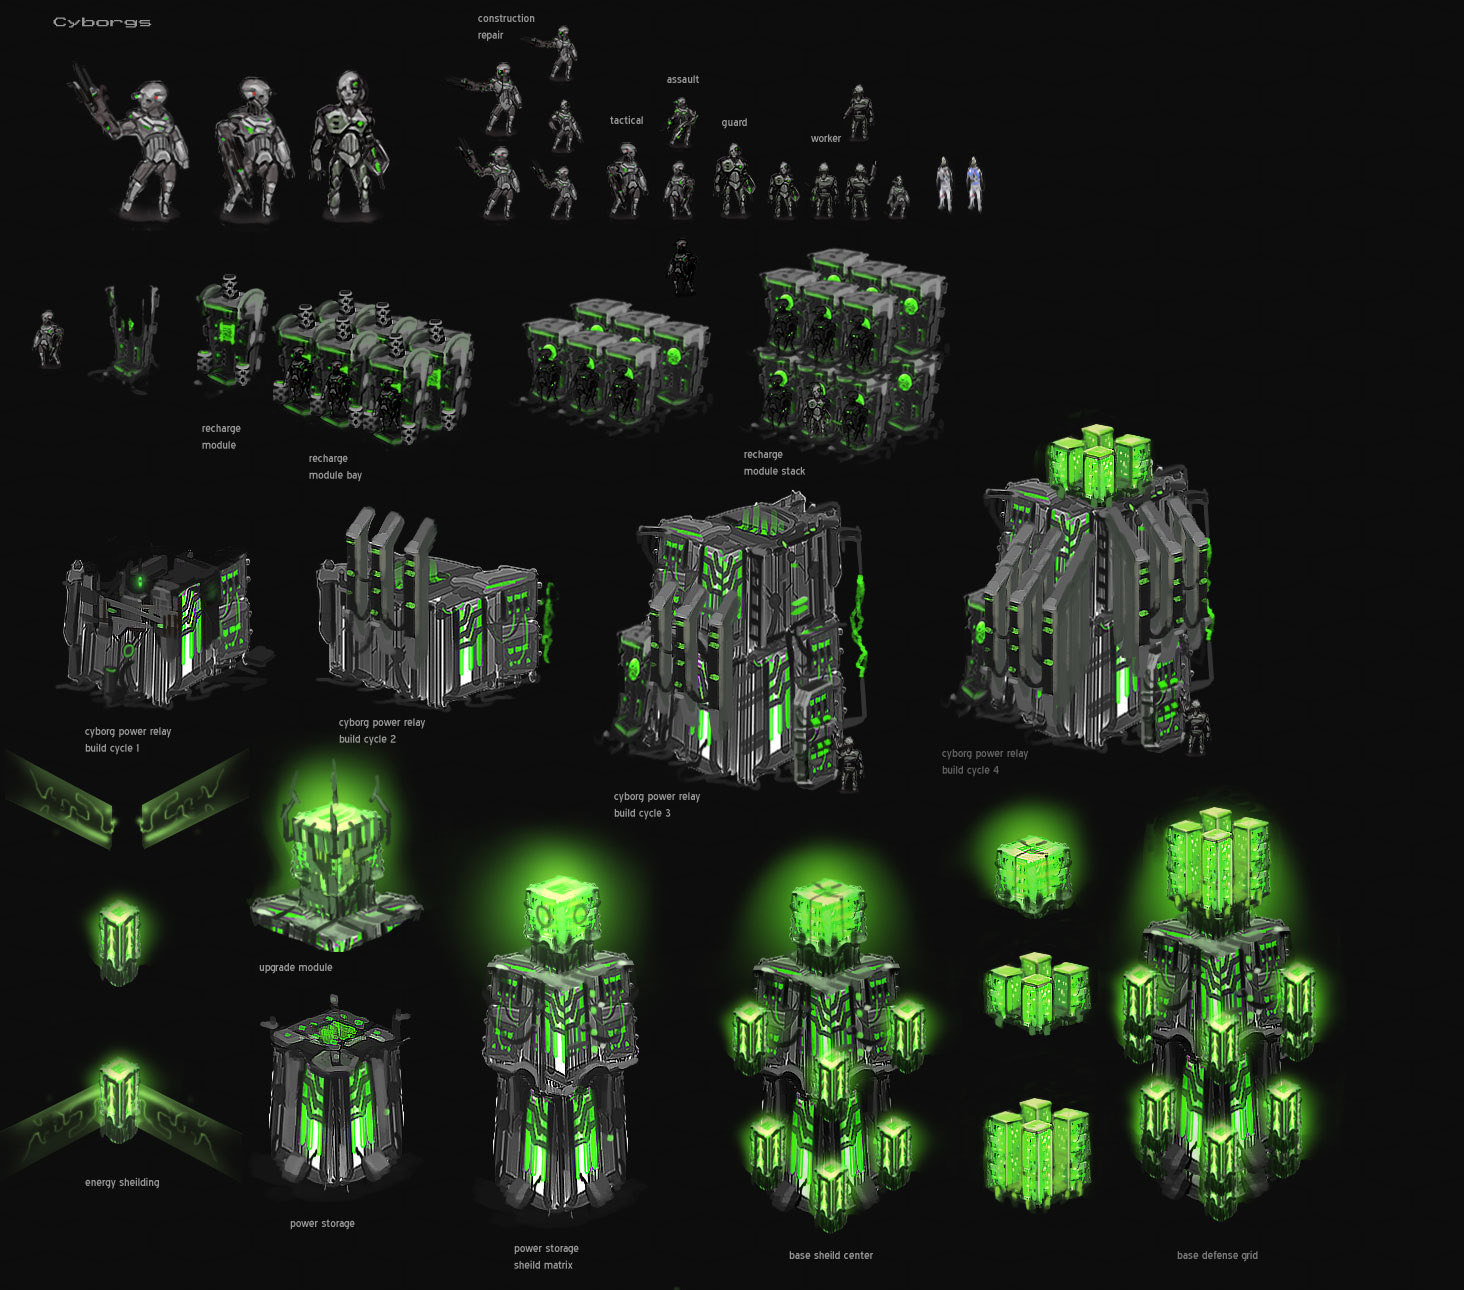 Cyborgs
construction
repair
assault
tactical
guard
worker
recharge
module
recharge
module bay
recharge
module stack
cyborg power relay
build cycle 1
cyborg power relay
build cycle 2
cyborg power relay
build cycle 3
cyborg power relay
build cycle 4
upgrade module
energy sheilding
power storage
power storage
sheild matrix
base sheild center
base defense grid